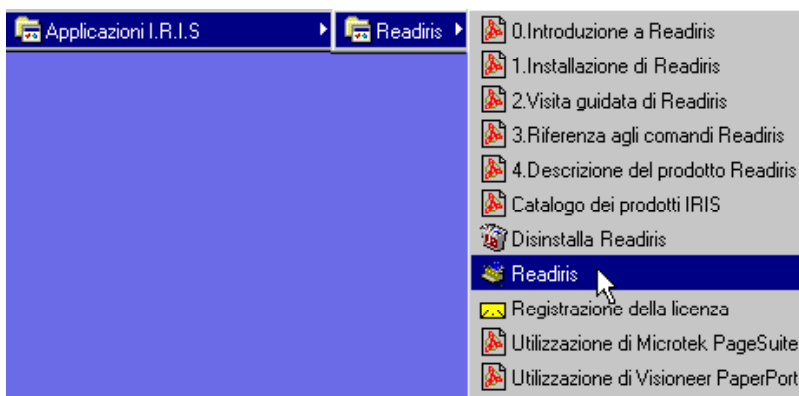 Applicazioni I.R.I.S
Readiris
0.Introduzione a Readiris
1.Installazione di Readiris
2.Visita guidata di Readiris
3.Riferenza agli comandi Readiris
4.Descrizione del prodotto Readiris
Catalogo dei prodotti IRIS
Disinstalla Readiris
Readiris
Registrazione della licenza
Utilizzazione di Microtek PageSuite
Utilizzazione di Visioneer PaperPort